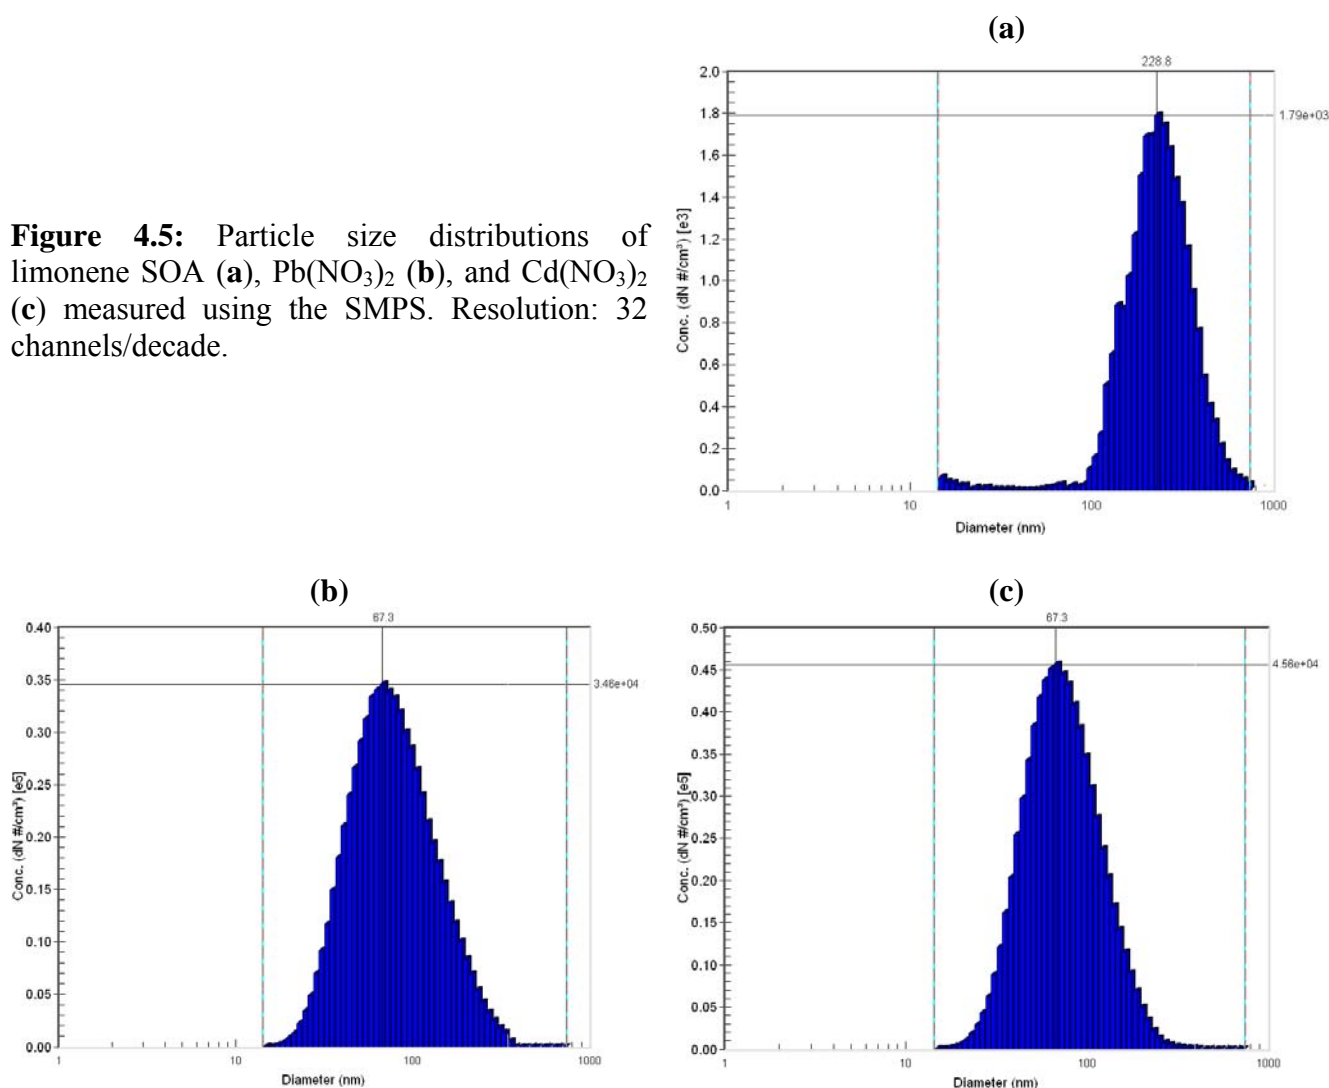 (a)
228.8
2.0
1.8
1.79e+03
1.6
1.4
1.2
1.0
0.8
0.6
0.4
0.2
0.0
Conc. (dN #/cm³) [e3]
1 10 100 1000
Diameter (nm)
Figure 4.5: Particle size distributions of
limonene SOA (a), Pb(NO₃)₂ (b), and Cd(NO₃)₂
(c) measured using the SMPS. Resolution: 32
channels/decade.
(b)
67.3
0.40
0.35
3.46e+04
0.30
0.25
0.20
0.15
0.10
0.05
0.00
Conc. (dN #/cm³) [e5]
1 10 100 1000
Diameter (nm)
(c)
67.3
0.50
0.45
4.56e+04
0.40
0.35
0.30
0.25
0.20
0.15
0.10
0.05
0.00
Conc. (dN #/cm³) [e5]
1 10 100 1000
Diameter (nm)